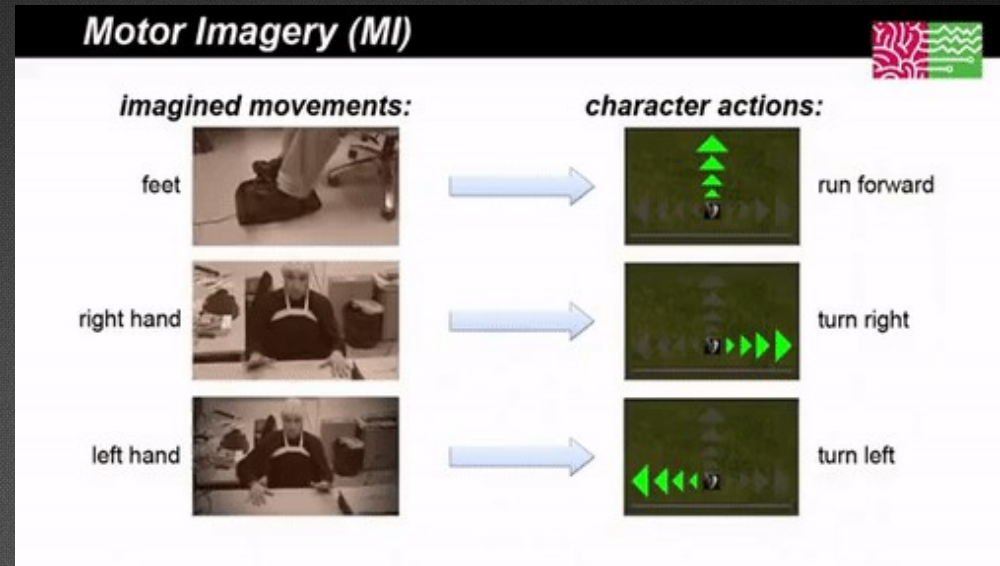 Motor Imagery (MI)
imagined movements:
character actions:
feet
run forward
right hand
turn right
left hand
turn left